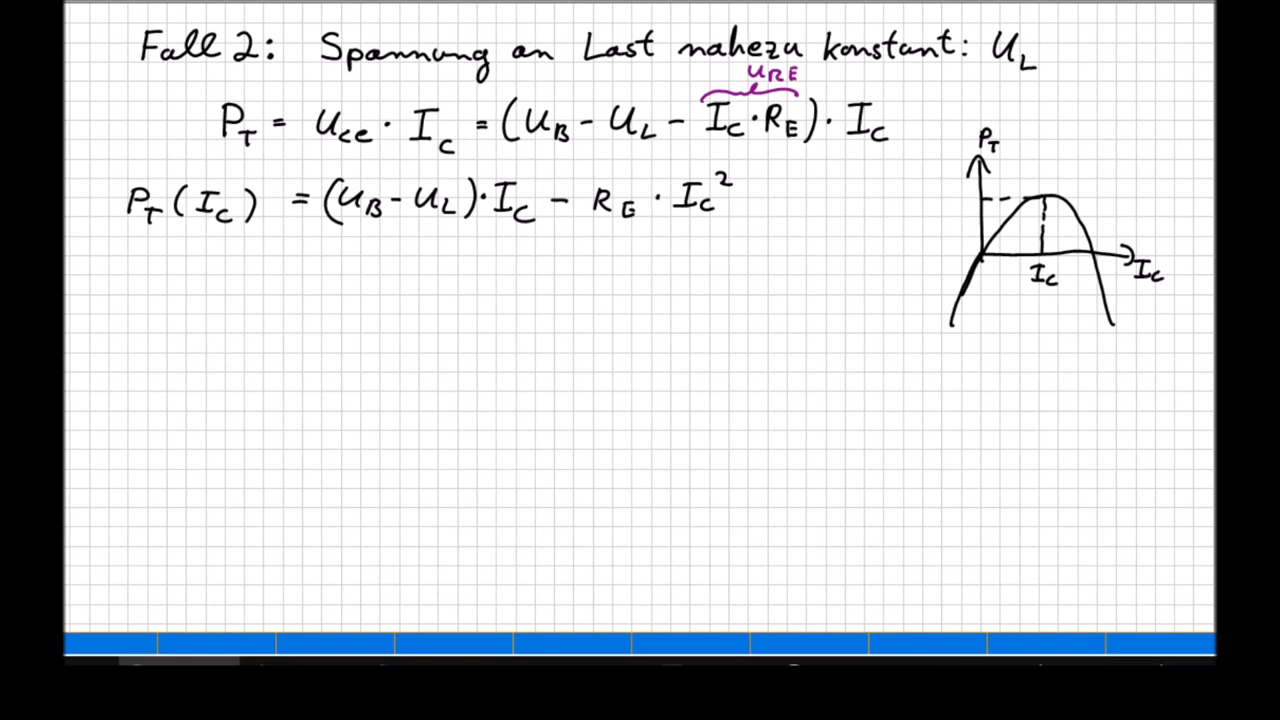 Fall 2: Spannung an Last nahezu konstant: U_L
U_RE
P_T = U_ce · I_C = (U_B - U_L - I_C · R_E) · I_C
P_T
P_T (I_C) = (U_B - U_L) · I_C - R_E · I_C²
I_C
I_C